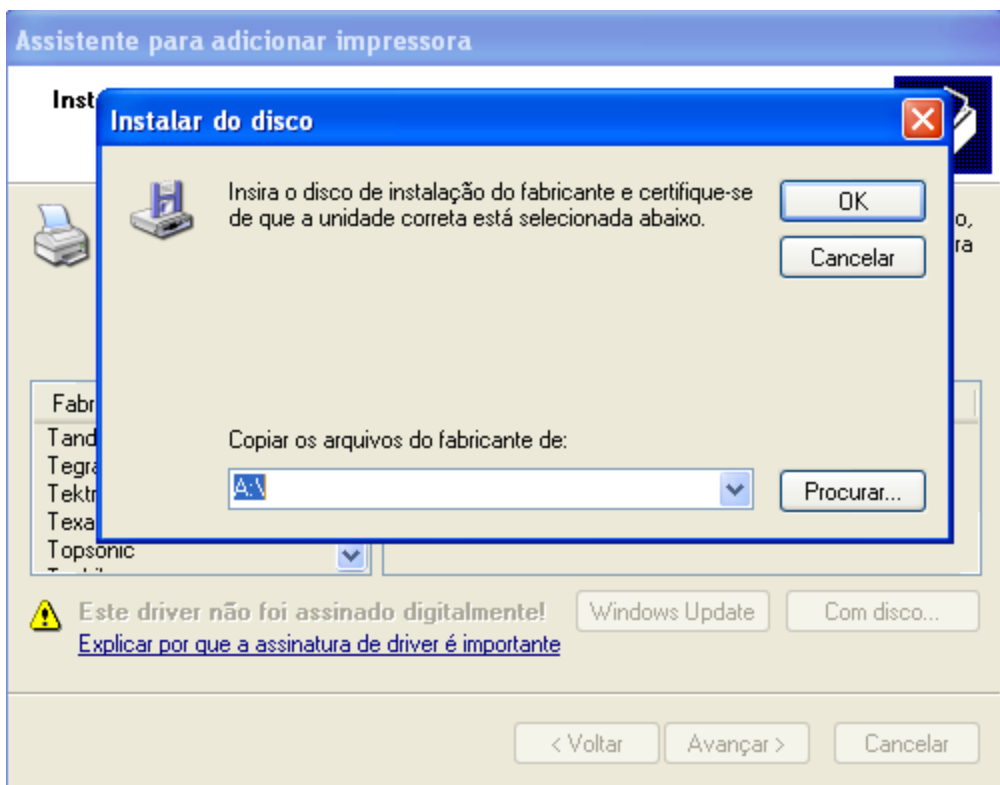 Assistente para adicionar impressora
Inst
Instalar do disco
Insira o disco de instalação do fabricante e certifique-se
de que a unidade correta está selecionada abaixo.
OK
Cancelar
o,
ra
Fabr
Tand
Tegra
Tektr
Texa
Topsonic
Copiar os arquivos do fabricante de:
A:\
Procurar...
Este driver não foi assinado digitalmente!
Windows Update
Com disco...
Explicar por que a assinatura de driver é importante
< Voltar
Avançar >
Cancelar